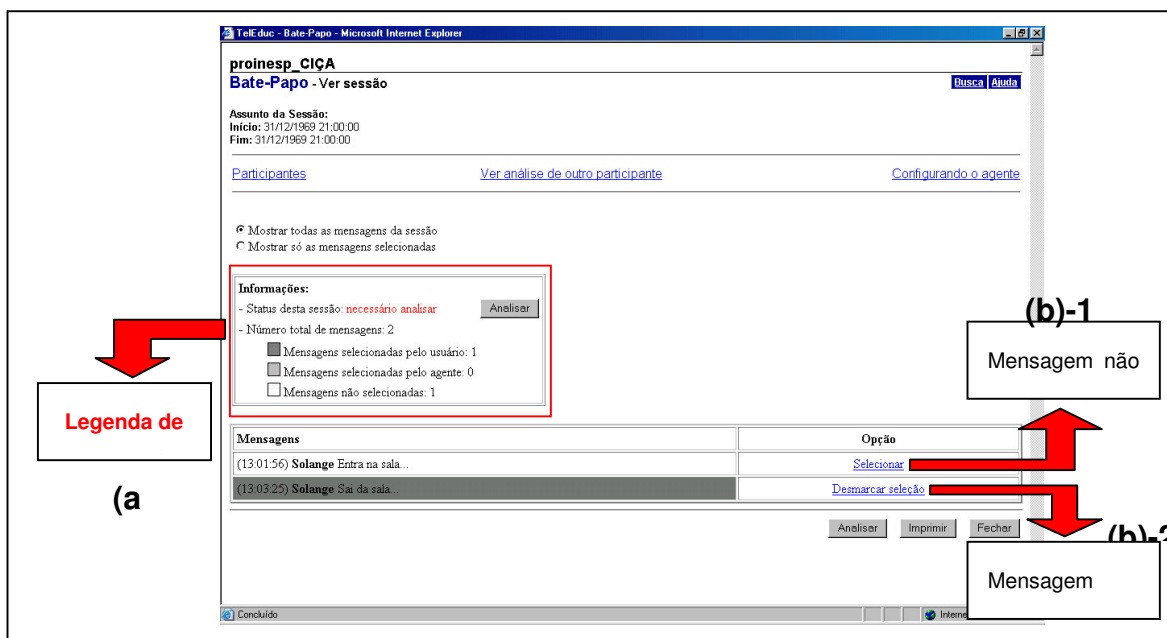 TelEduc - Bate-Papo - Microsoft Internet Explorer
proinesp_CIÇA
Bate-Papo - Ver sessão
Busca Ajuda
Assunto da Sessão:
Início: 31/12/1969 21:00:00
Fim: 31/12/1969 21:00:00
Participantes Ver análise de outro participante Configurando o agente
Mostrar todas as mensagens da sessão
Mostrar só as mensagens selecionadas
Informações:
- Status desta sessão: necessário analisar Analisar
- Número total de mensagens: 2
Mensagens selecionadas pelo usuário: 1
Mensagens selecionadas pelo agente: 0
Mensagens não selecionadas: 1
(b)-1
Mensagem não
Legenda de
(a
Mensagens Opção
(13:01:56) Solange Entra na sala... Selecionar
(13:03:25) Solange Sai da sala... Desmarcar seleção
Analisar Imprimir Fechar
(b)-2
Mensagem
Concluído